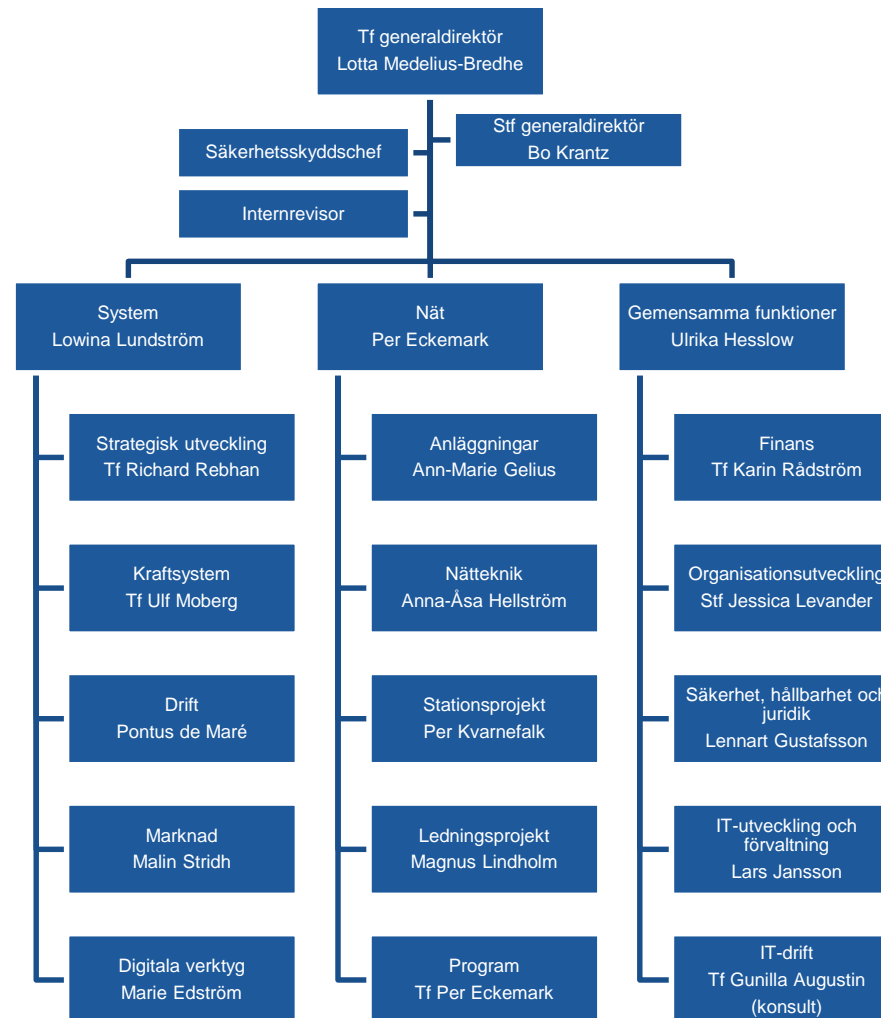 Tf generaldirektör
Lotta Medelius-Bredhe
Stf generaldirektör
Bo Krantz
Säkerhetsskyddschef
Internrevisor
System
Lowina Lundström
Nät
Per Eckemark
Gemensamma funktioner
Ulrika Hesslow
Strategisk utveckling
Tf Richard Rebhan
Kraftsystem
Tf Ulf Moberg
Drift
Pontus de Maré
Marknad
Malin Stridh
Digitala verktyg
Marie Edström
Anläggningar
Ann-Marie Gelius
Nätteknik
Anna-Åsa Hellström
Stationsprojekt
Per Kvarnefalk
Ledningsprojekt
Magnus Lindholm
Program
Tf Per Eckemark
Finans
Tf Karin Rådström
Organisationsutveckling
Stf Jessica Levander
Säkerhet, hållbarhet och
juridik
Lennart Gustafsson
IT-utveckling och
förvaltning
Lars Jansson
IT-drift
Tf Gunilla Augustin
(konsult)